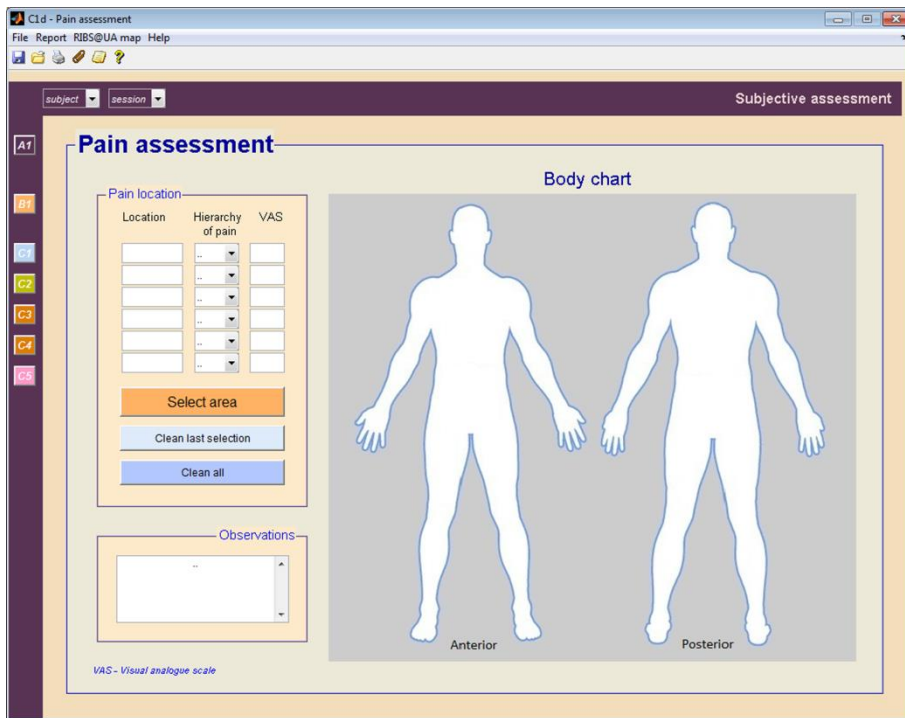 C1d - Pain assessment
File Report RIBS@UA map Help
subject session Subjective assessment
A1
B1
C1
C2
C3
C4
C5
Pain assessment
Pain location
Location Hierarchy of pain VAS
..
..
..
..
..
..
Select area
Clean last selection
Clean all
Observations
..
VAS - Visual analogue scale
Body chart
Anterior Posterior